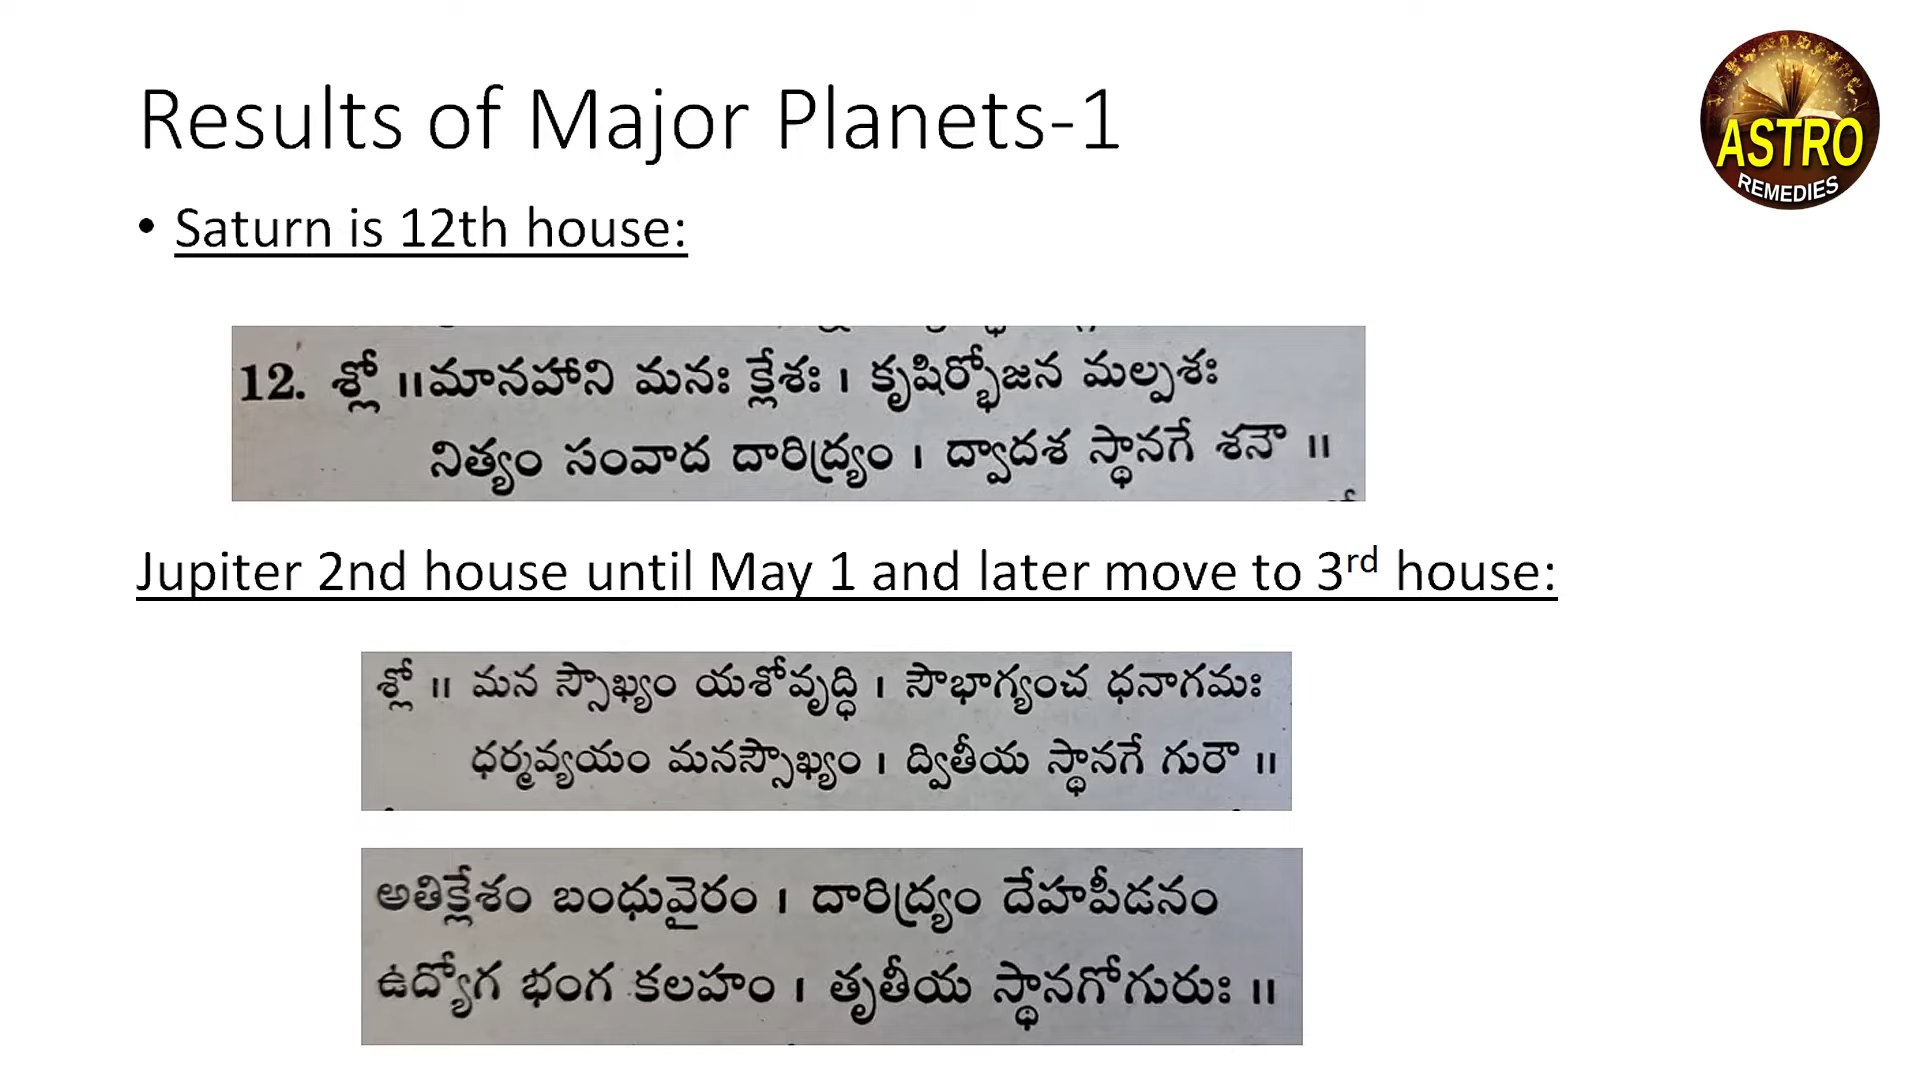 Results of Major Planets-1
ASTRO
REMEDIES
• Saturn is 12th house:
12. శ్లో ॥మానహాని మనః క్లేశః । కృషిర్భోజన మల్పశః
నిత్యం సంవాద దారిద్ర్యం । ద్వాదశ స్థానగే శనౌ ॥
Jupiter 2nd house until May 1 and later move to 3rd house:
శ్లో ॥ మన స్సౌఖ్యం యశోవృద్ధి । సౌభాగ్యంచ ధనాగమః
ధర్మవ్యయం మనస్సౌఖ్యం । ద్వితీయ స్థానగే గురౌ ॥
అతిక్లేశం బంధువైరం । దారిద్ర్యం దేహపీడనం
ఉద్యోగ భంగ కలహం । తృతీయ స్థానగోగురుః ॥